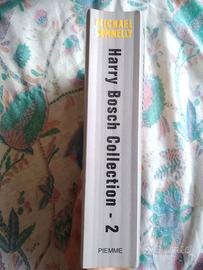 MICHAEL
CONNELLY
Harry Bosch Collection - 2
PIEMME